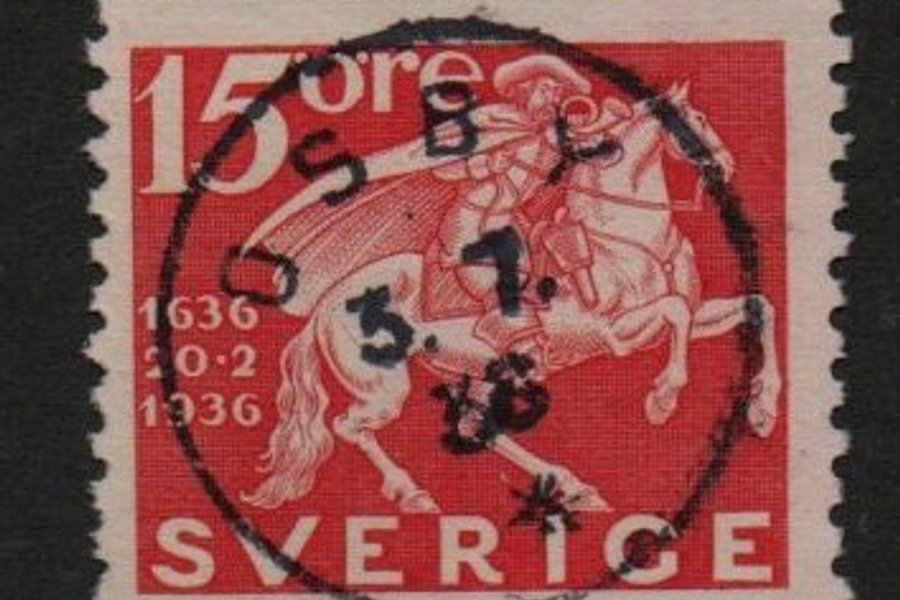 15 öre
OSBY
3.7.
36
1636
20·2
1936
SVERIGE